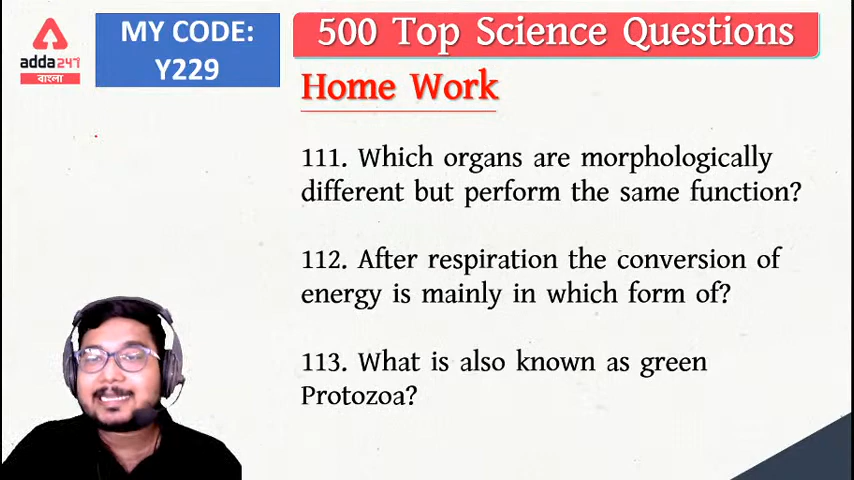 adda247
বাংলা
MY CODE:
Y229
500 Top Science Questions
Home Work
111. Which organs are morphologically
different but perform the same function?
112. After respiration the conversion of
energy is mainly in which form of?
113. What is also known as green
Protozoa?